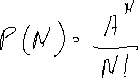 P(N) = A^N / N!